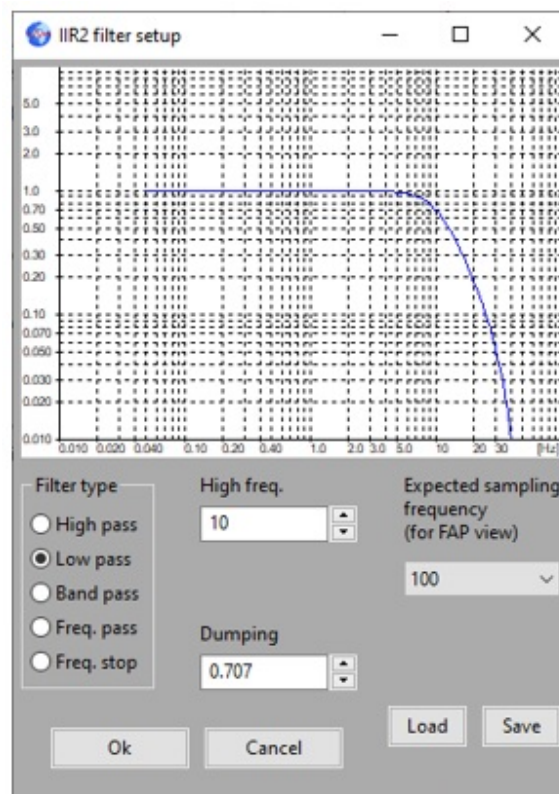 IIR2 filter setup
5.0
3.0
2.0
1.0
0.70
0.50
0.30
0.20
0.10
0.070
0.050
0.030
0.020
0.010
0.010 0.020 0.040 0.10 0.20 0.40 1.0 2.0 3.0 5.0 10 20 30 [Hz]
Filter type
High pass
Low pass
Band pass
Freq. pass
Freq. stop
High freq.
10
Dumping
0.707
Expected sampling
frequency
(for FAP view)
100
Load Save
Ok Cancel